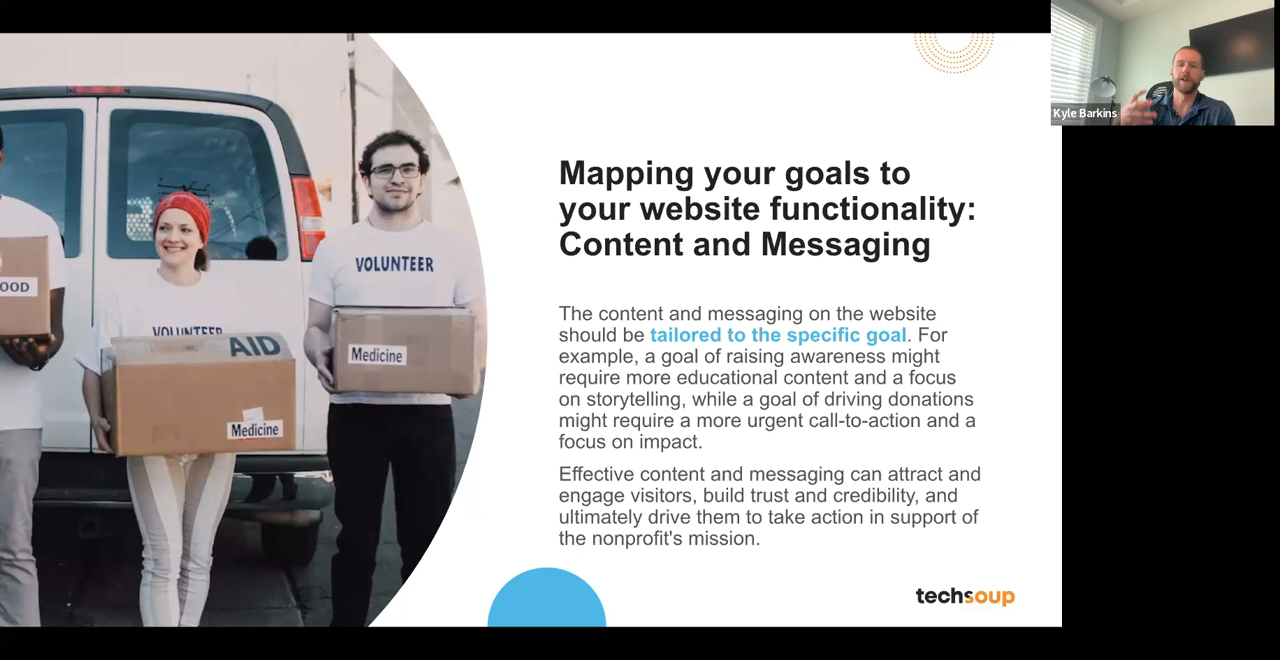 Kyle Barkins
Mapping your goals to
your website functionality:
Content and Messaging
The content and messaging on the website
should be tailored to the specific goal. For
example, a goal of raising awareness might
require more educational content and a focus
on storytelling, while a goal of driving donations
might require a more urgent call-to-action and a
focus on impact.
Effective content and messaging can attract and
engage visitors, build trust and credibility, and
ultimately drive them to take action in support of
the nonprofit's mission.
techsoup
OOD
VOLUNTEER
AID
Medicine
VOLUNTEER
Medicine